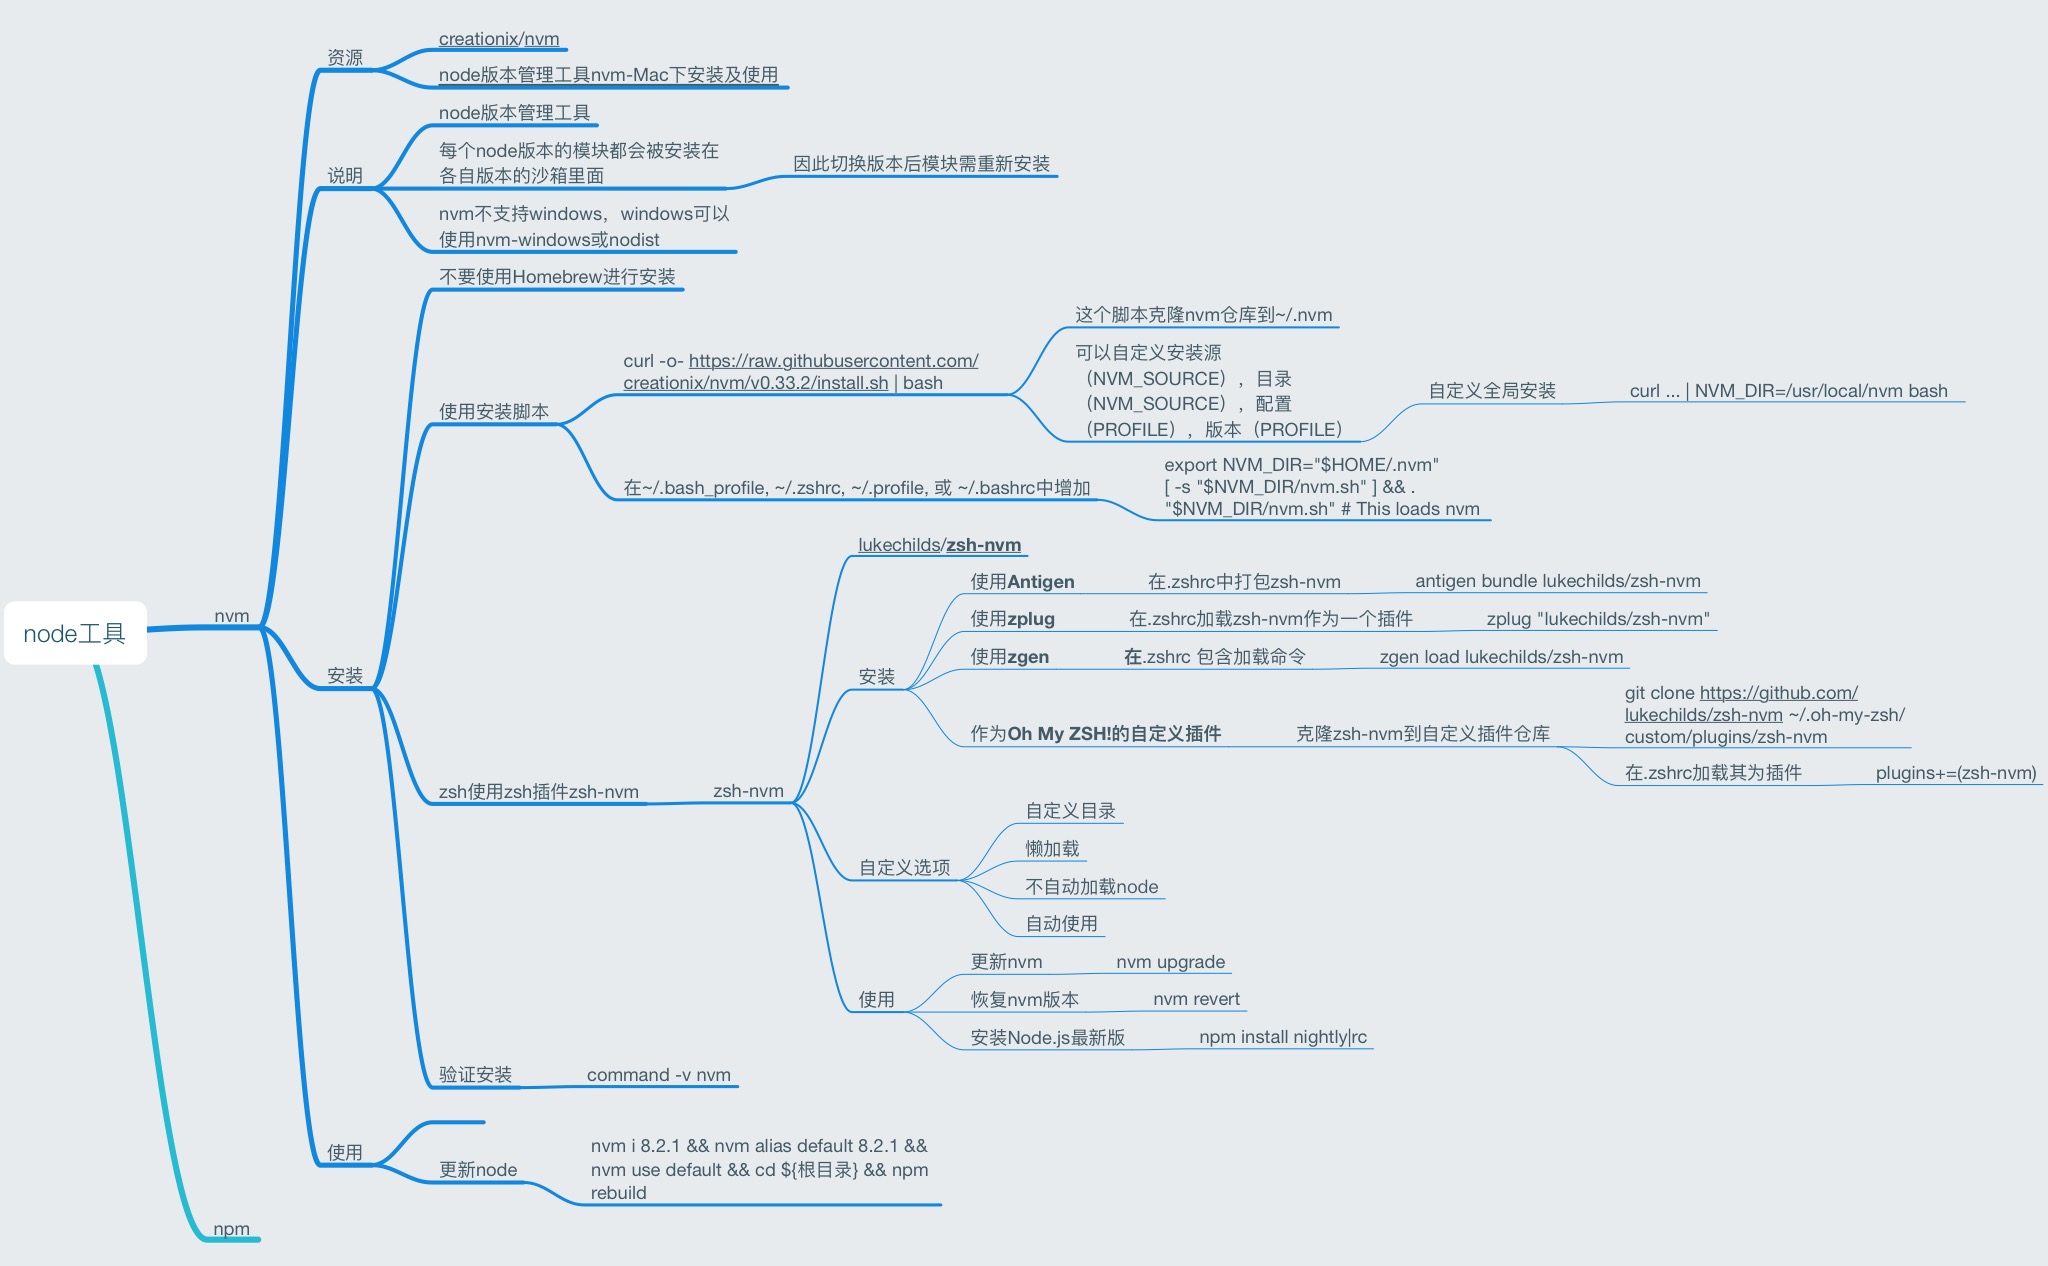 node工具
nvm
资源
creationix/nvm
node版本管理工具nvm-Mac下安装及使用
说明
node版本管理工具
每个node版本的模块都会被安装在
各自版本的沙箱里面
因此切换版本后模块需重新安装
nvm不支持windows，windows可以
使用nvm-windows或nodist
安装
不要使用Homebrew进行安装
使用安装脚本
curl -o- https://raw.githubusercontent.com/
creationix/nvm/v0.33.2/install.sh | bash
这个脚本克隆nvm仓库到~/.nvm
可以自定义安装源
（NVM_SOURCE），目录
（NVM_SOURCE），配置
（PROFILE），版本（PROFILE）
自定义全局安装
curl ... | NVM_DIR=/usr/local/nvm bash
在~/.bash_profile, ~/.zshrc, ~/.profile, 或 ~/.bashrc中增加
export NVM_DIR="$HOME/.nvm"
[ -s "$NVM_DIR/nvm.sh" ] && .
"$NVM_DIR/nvm.sh" # This loads nvm
zsh使用zsh插件zsh-nvm
zsh-nvm
lukechilds/zsh-nvm
安装
使用Antigen
在.zshrc中打包zsh-nvm
antigen bundle lukechilds/zsh-nvm
使用zplug
在.zshrc加载zsh-nvm作为一个插件
zplug "lukechilds/zsh-nvm"
使用zgen
在.zshrc 包含加载命令
zgen load lukechilds/zsh-nvm
作为Oh My ZSH!的自定义插件
克隆zsh-nvm到自定义插件仓库
git clone https://github.com/
lukechilds/zsh-nvm ~/.oh-my-zsh/
custom/plugins/zsh-nvm
在.zshrc加载其为插件
plugins+=(zsh-nvm)
自定义选项
自定义目录
懒加载
不自动加载node
自动使用
使用
更新nvm
nvm upgrade
恢复nvm版本
nvm revert
安装Node.js最新版
npm install nightly|rc
验证安装
command -v nvm
使用
更新node
nvm i 8.2.1 && nvm alias default 8.2.1 &&
nvm use default && cd ${根目录} && npm
rebuild
npm